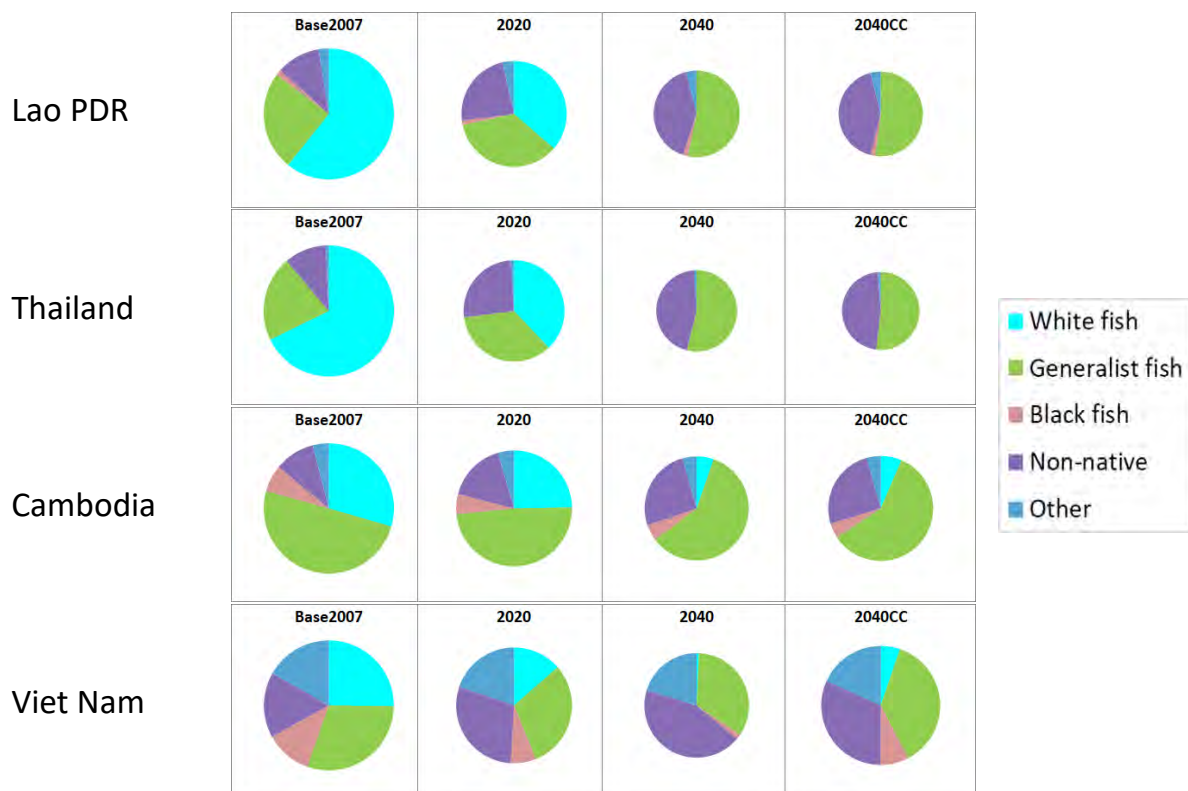 Base2007 2020 2040 2040CC
Lao PDR
Base2007 2020 2040 2040CC
Thailand
Base2007 2020 2040 2040CC
Cambodia
Base2007 2020 2040 2040CC
Viet Nam
White fish
Generalist fish
Black fish
Non-native
Other